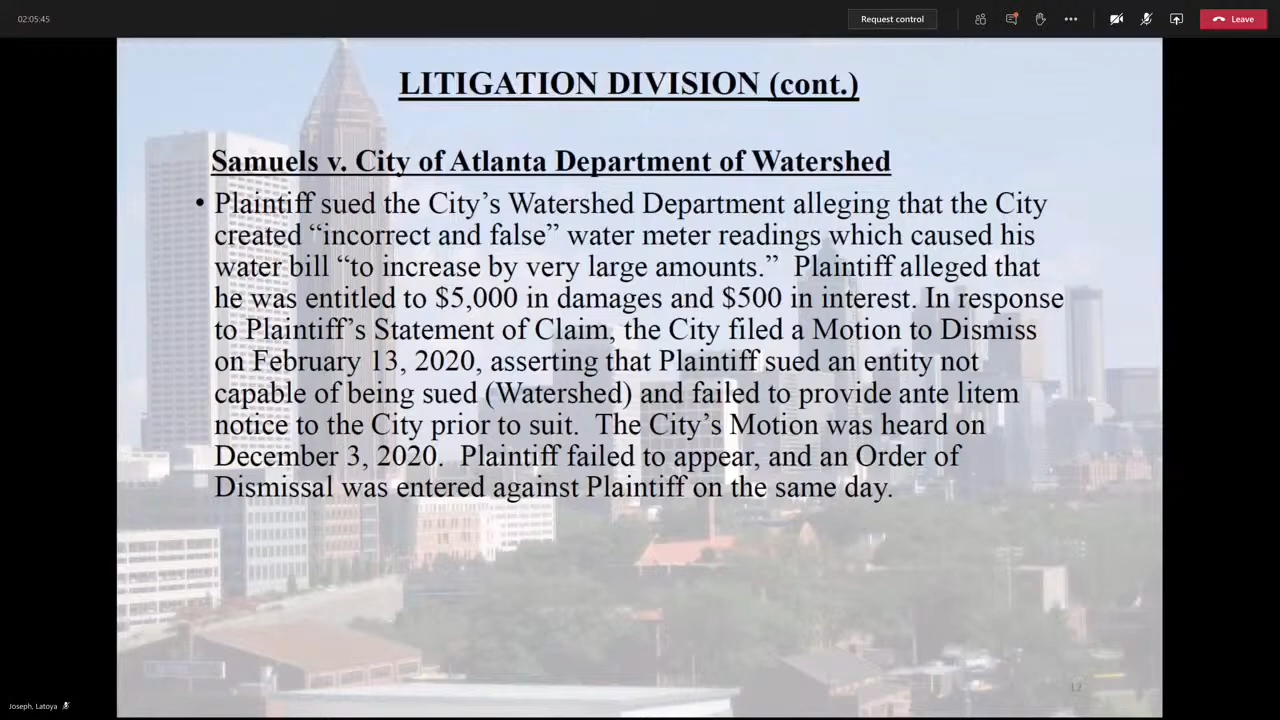 02:05:45
Request control
Leave
LITIGATION DIVISION (cont.)
Samuels v. City of Atlanta Department of Watershed
• Plaintiff sued the City’s Watershed Department alleging that the City
created “incorrect and false” water meter readings which caused his
water bill “to increase by very large amounts.” Plaintiff alleged that
he was entitled to $5,000 in damages and $500 in interest. In response
to Plaintiff’s Statement of Claim, the City filed a Motion to Dismiss
on February 13, 2020, asserting that Plaintiff sued an entity not
capable of being sued (Watershed) and failed to provide ante litem
notice to the City prior to suit. The City’s Motion was heard on
December 3, 2020. Plaintiff failed to appear, and an Order of
Dismissal was entered against Plaintiff on the same day.
12
Joseph, Latoya